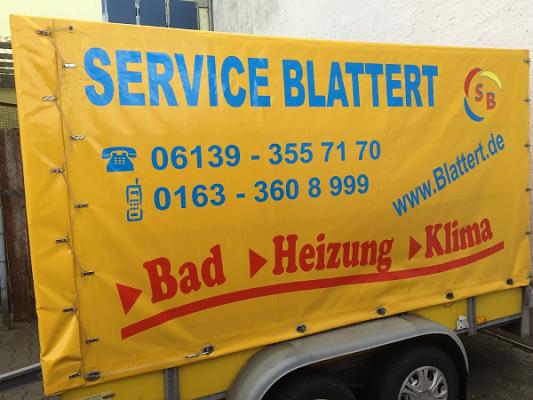 SERVICE BLATTERT
SB
06139 - 355 71 70
0163 - 360 8 999
www.Blattert.de
Bad Heizung Klima